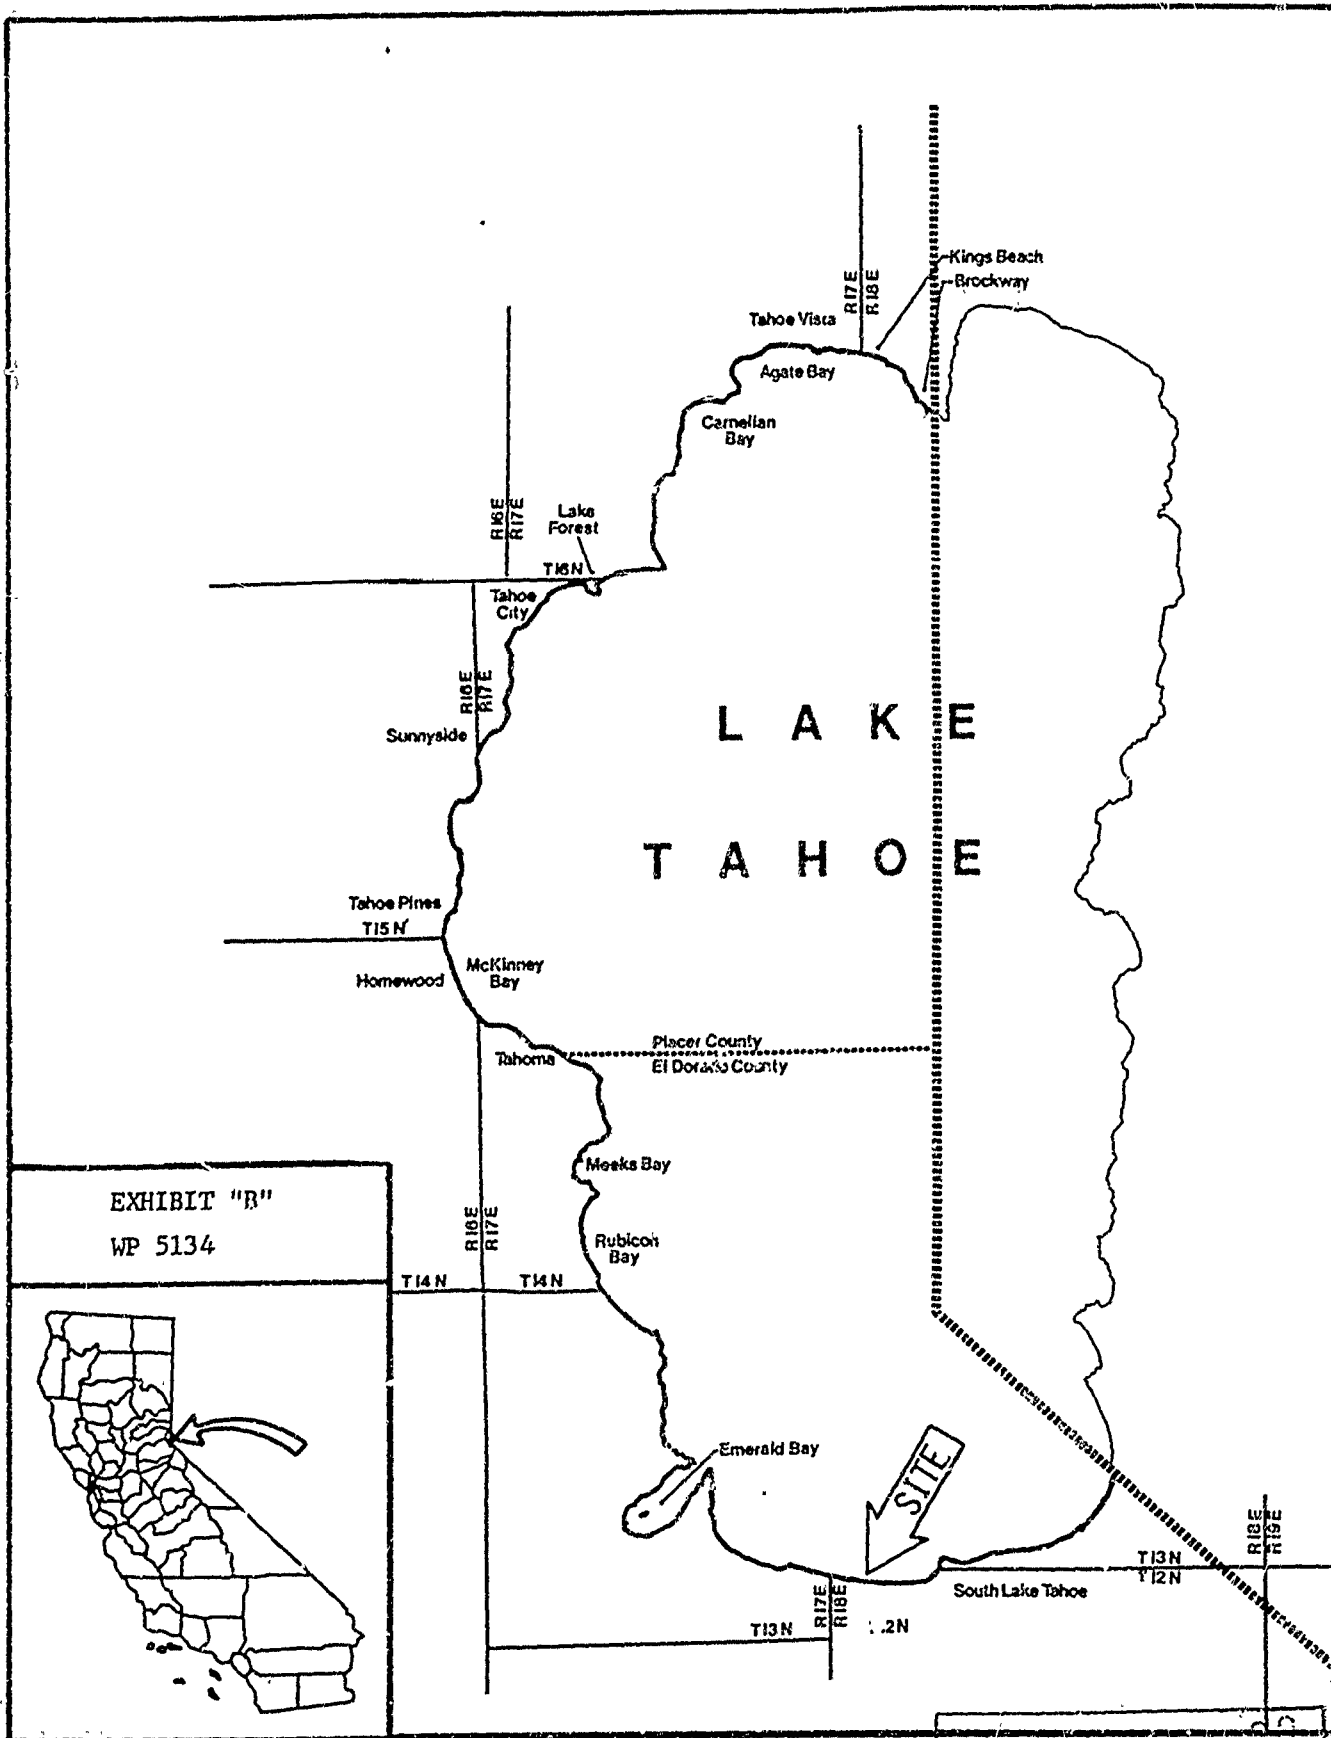 Kings Beach
Brockway
R17E
R18E
Tahoe Vista
Agate Bay
Carnelian
Bay
R16E
R17E
Lake
Forest
T16N
Tahoe
City
R16E
R17E
Sunnyside
LAKE
TAHOE
Tahoe Pines
T15N
Homewood
McKinney
Bay
Placer County
El Dorado County
Tahoma
Meeks Bay
R16E
R17E
Rubicon
Bay
T14N
T14N
EXHIBIT "B"
WP 5134
Emerald Bay
SITE
R18E
R19E
T13N
T12N
South Lake Tahoe
R17E
R18E
T13N